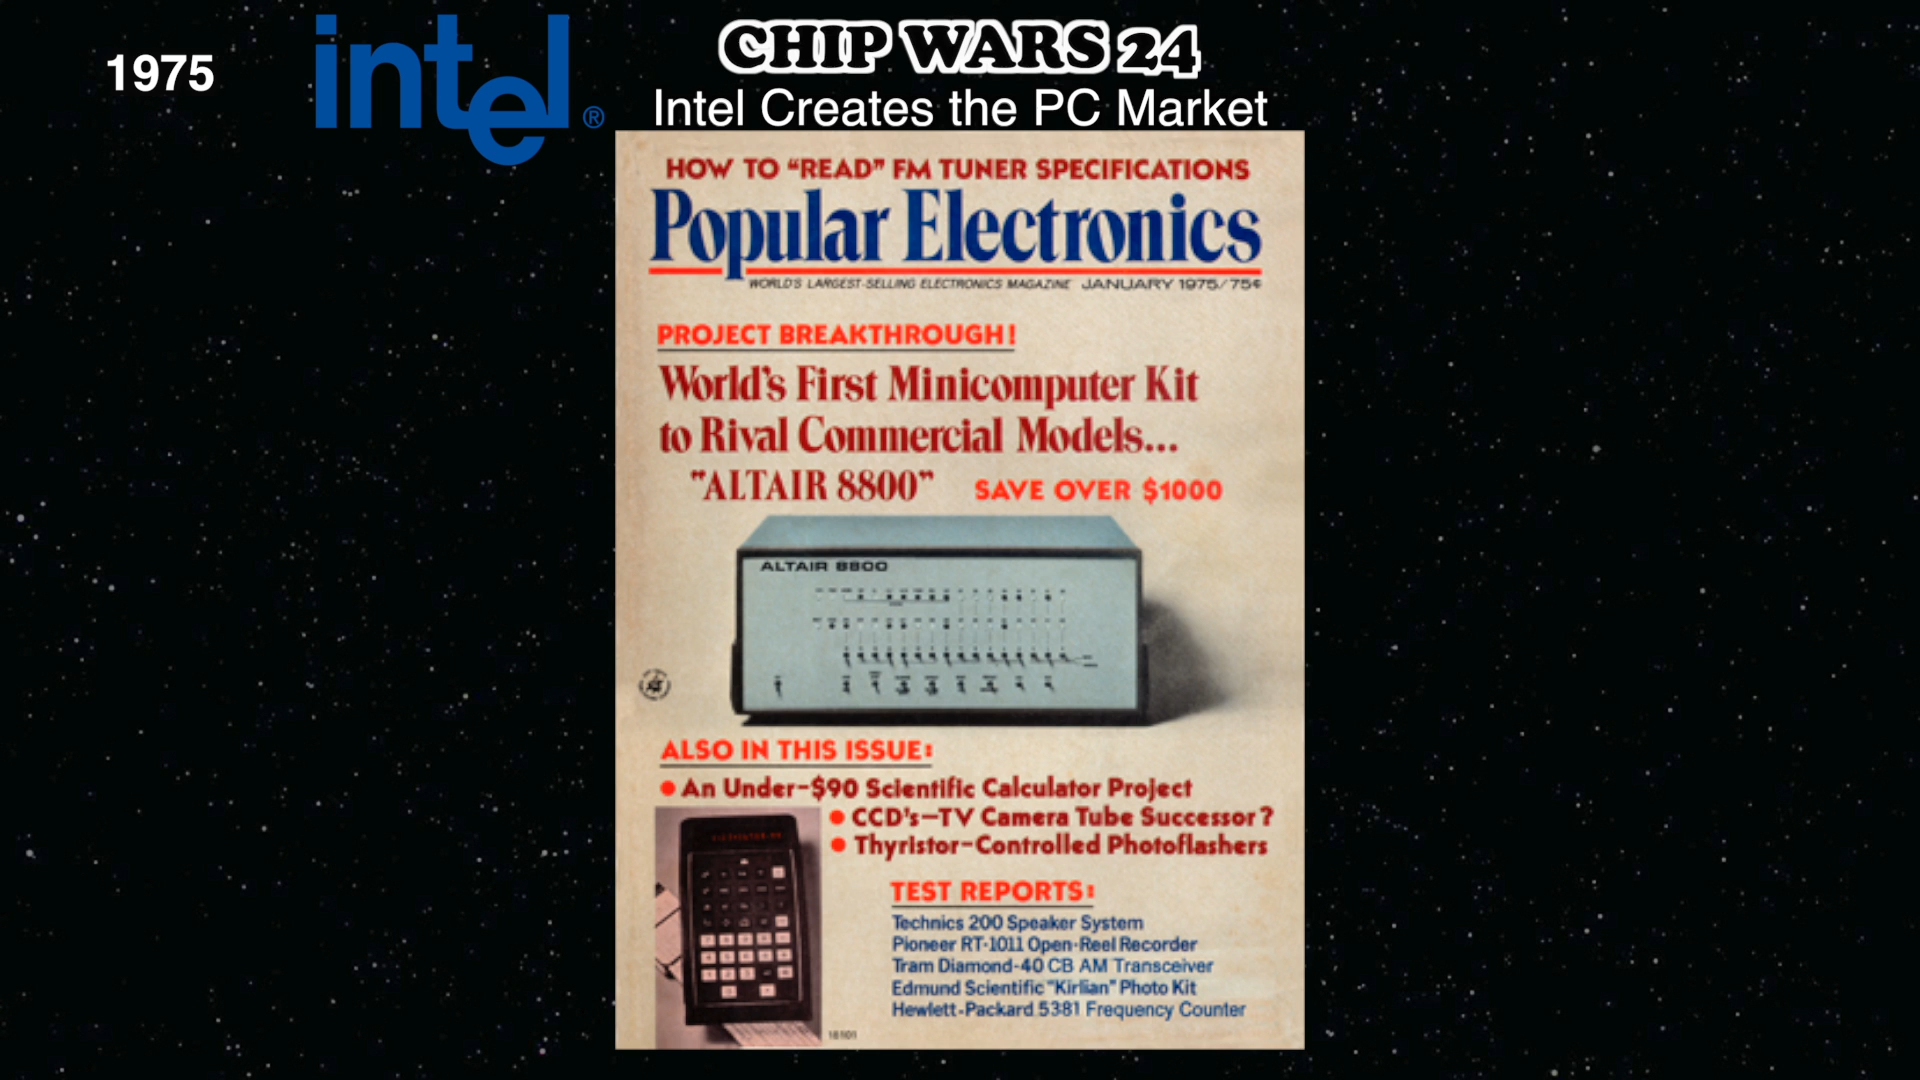 1975
intel®
CHIP WARS 24
Intel Creates the PC Market
HOW TO “READ” FM TUNER SPECIFICATIONS
Popular Electronics
WORLD'S LARGEST-SELLING ELECTRONICS MAGAZINE JANUARY 1975/75¢
PROJECT BREAKTHROUGH!
World's First Minicomputer Kit
to Rival Commercial Models...
"ALTAIR 8800" SAVE OVER $1000
ALTAIR 8800
ALSO IN THIS ISSUE:
• An Under-$90 Scientific Calculator Project
• CCD's—TV Camera Tube Successor?
• Thyristor-Controlled Photoflashers
TEST REPORTS:
Technics 200 Speaker System
Pioneer RT-1011 Open-Reel Recorder
Tram Diamond-40 CB AM Transceiver
Edmund Scientific "Kirlian" Photo Kit
Hewlett-Packard 5381 Frequency Counter